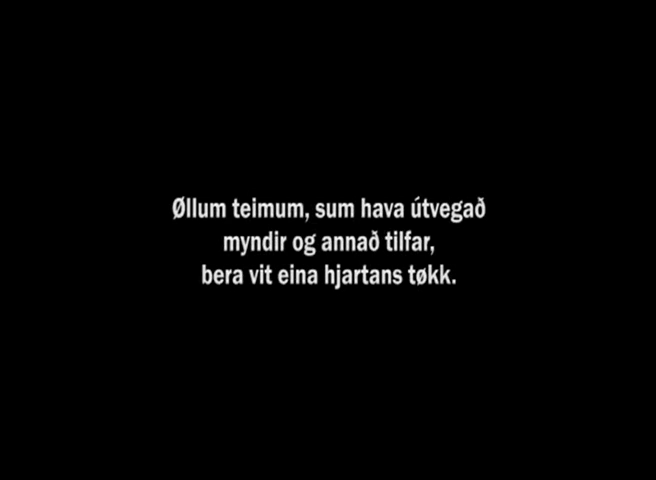 Øllum teimum, sum hava útvegað
myndir og annað tilfar,
bera vit eina hjartans tøkk.